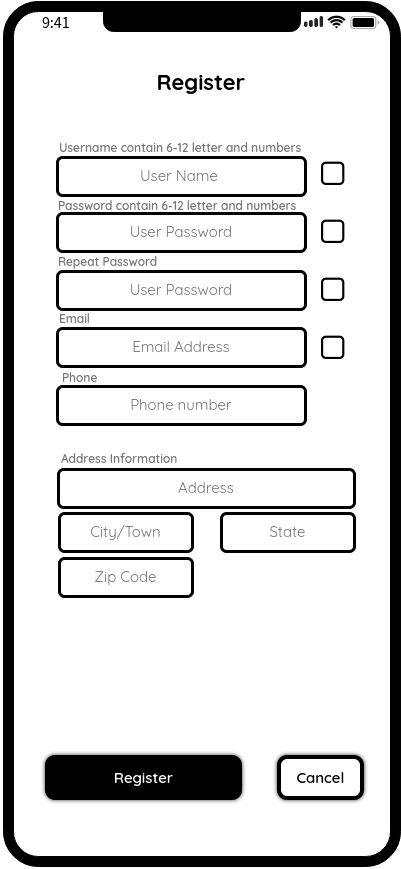 9:41
Register
Username contain 6-12 letter and numbers
User Name
Password contain 6-12 letter and numbers
User Password
Repeat Password
User Password
Email
Email Address
Phone
Phone number
Address Information
Address
City/Town State
Zip Code
Register Cancel